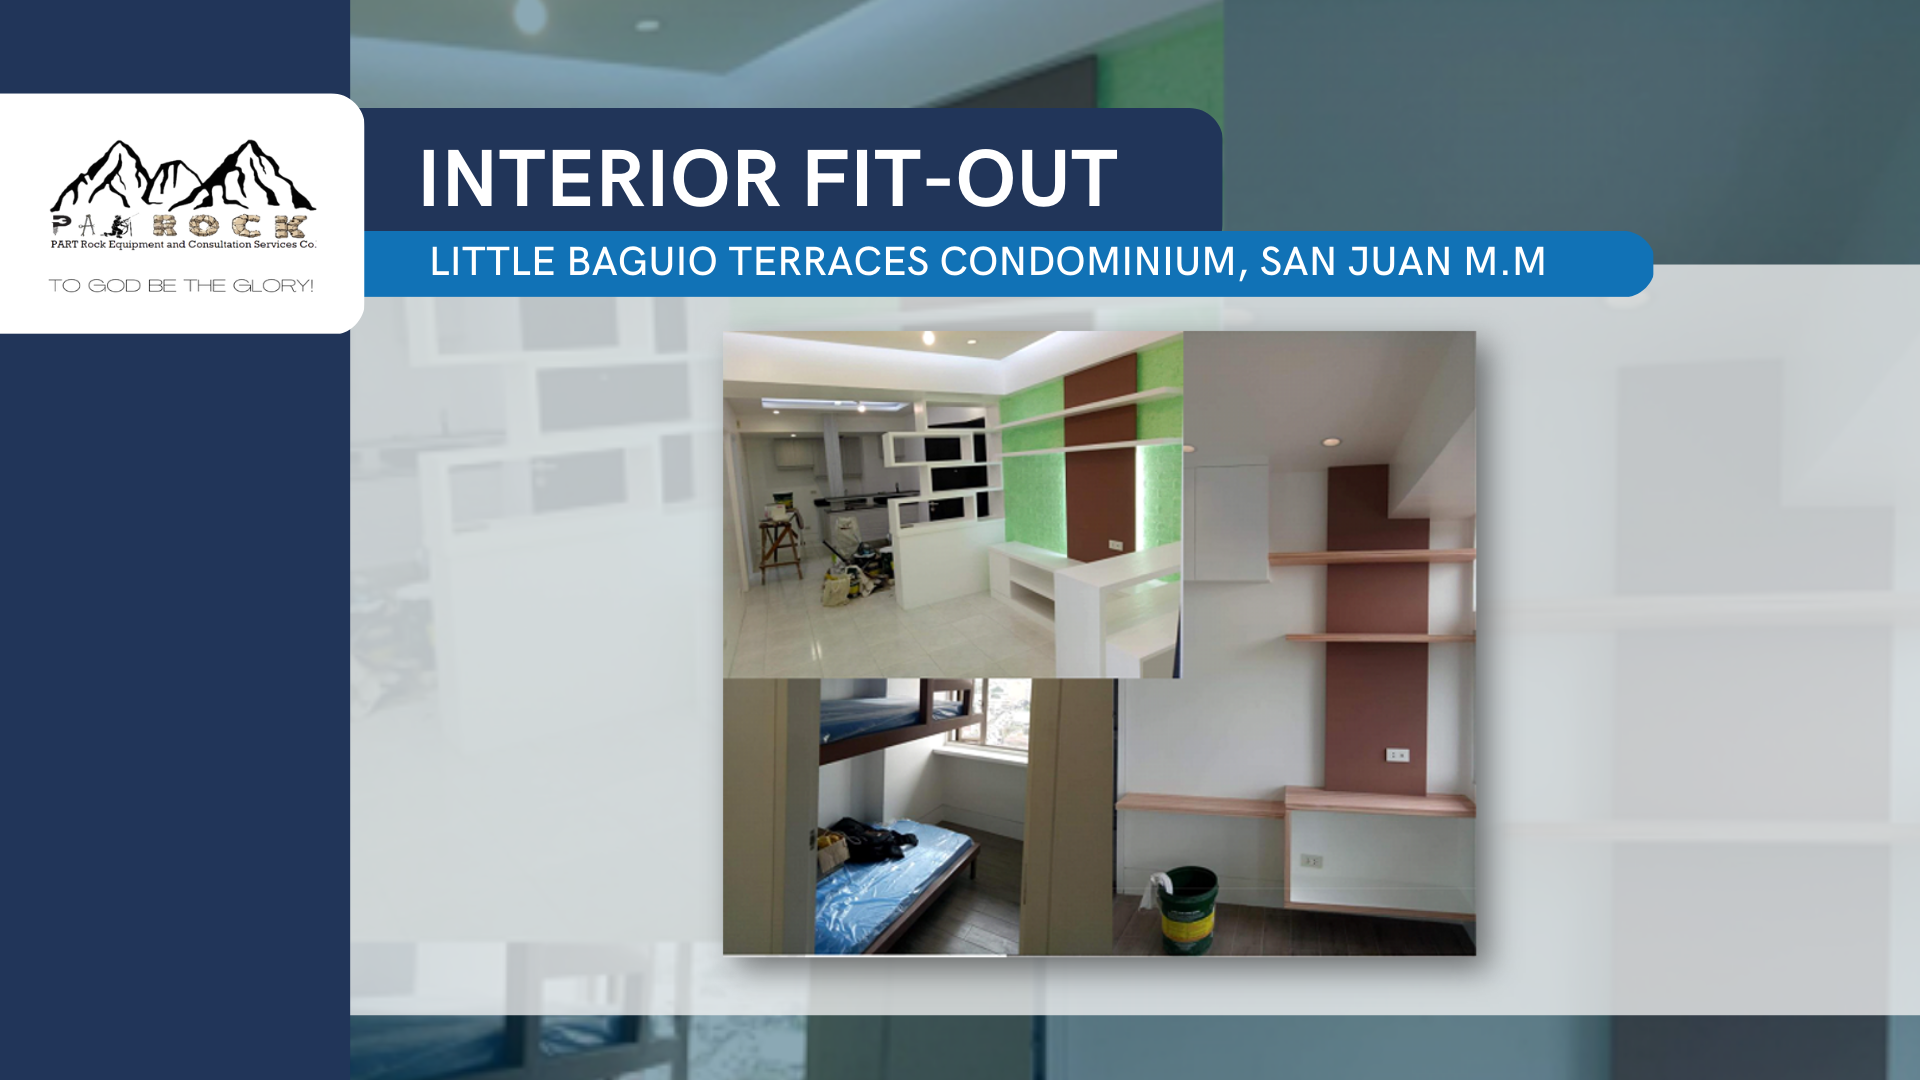 INTERIOR FIT-OUT
LITTLE BAGUIO TERRACES CONDOMINIUM, SAN JUAN M.M
PART ROCK
PART Rock Equipment and Consultation Services Co.
TO GOD BE THE GLORY!